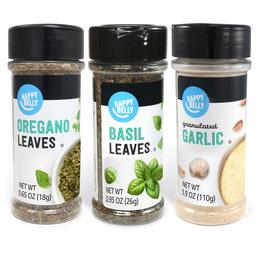 HAPPY
BELLY
OREGANO
LEAVES
NET WT
0.65 OZ (18g)
HAPPY
BELLY
BASIL
LEAVES
NET WT
0.95 OZ (26g)
HAPPY
BELLY
granulated
GARLIC
NET WT
3.9 OZ (110g)